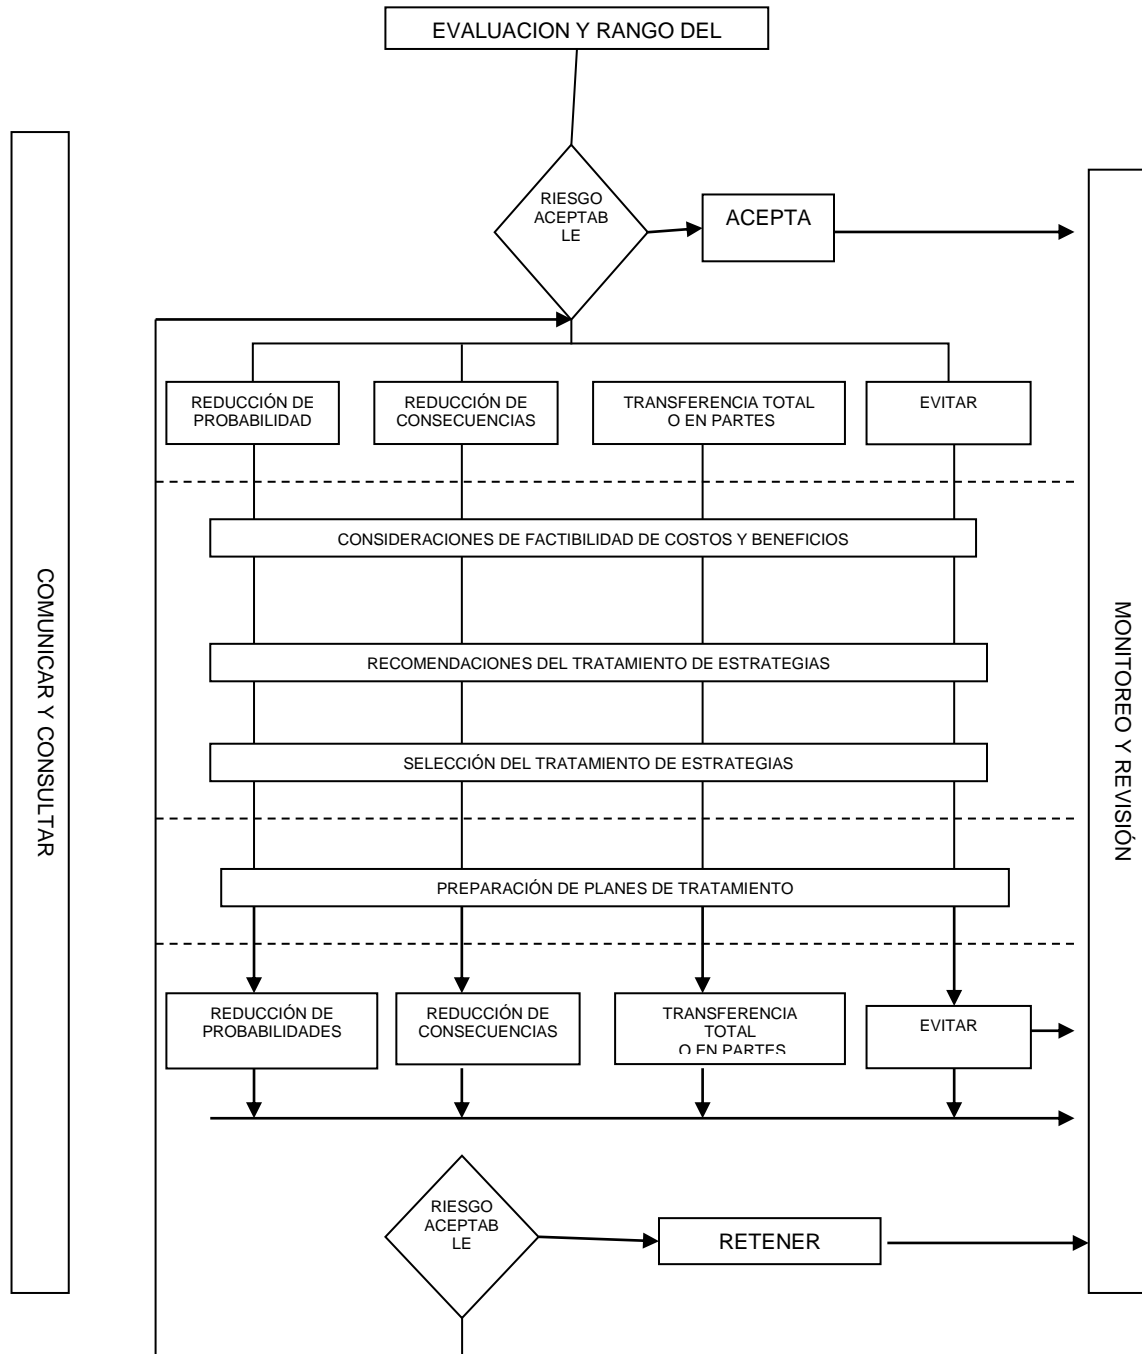 EVALUACION Y RANGO DEL
RIESGO
ACEPTAB
LE
ACEPTA
REDUCCIÓN DE
PROBABILIDAD
REDUCCIÓN DE
CONSECUENCIAS
TRANSFERENCIA TOTAL
O EN PARTES
EVITAR
CONSIDERACIONES DE FACTIBILIDAD DE COSTOS Y BENEFICIOS
COMUNICAR Y CONSULTAR
MONITOREO Y REVISIÓN
RECOMENDACIONES DEL TRATAMIENTO DE ESTRATEGIAS
SELECCIÓN DEL TRATAMIENTO DE ESTRATEGIAS
PREPARACIÓN DE PLANES DE TRATAMIENTO
REDUCCIÓN DE
PROBABILIDADES
REDUCCIÓN DE
CONSECUENCIAS
TRANSFERENCIA
TOTAL
O EN PARTES
EVITAR
RIESGO
ACEPTAB
LE
RETENER